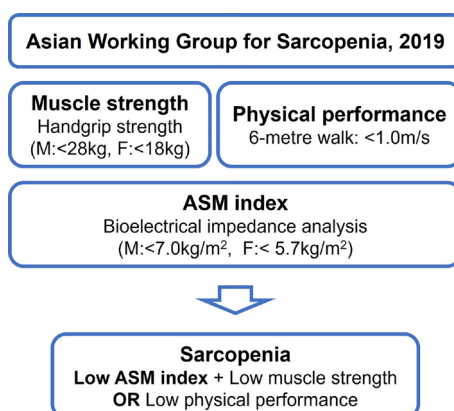 Asian Working Group for Sarcopenia, 2019
Muscle strength
Handgrip strength
(M:<28kg, F:<18kg)
Physical performance
6-metre walk: <1.0m/s
ASM index
Bioelectrical impedance analysis
(M:<7.0kg/m², F:< 5.7kg/m²)
Sarcopenia
Low ASM index + Low muscle strength
OR Low physical performance